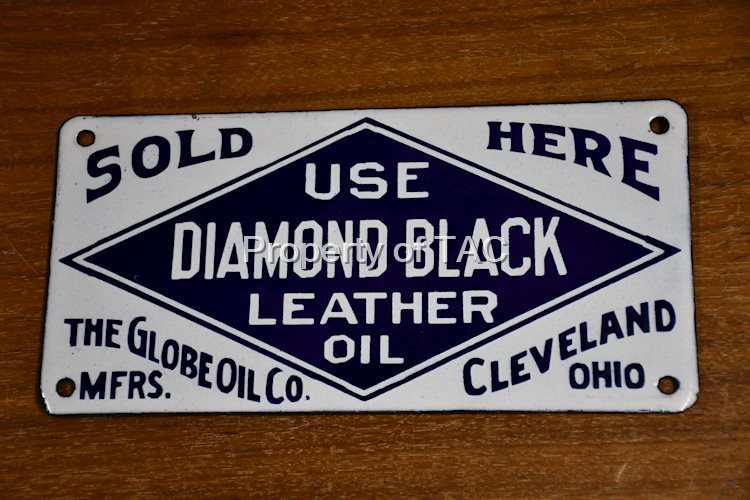 SOLD HERE
USE
DIAMOND BLACK
LEATHER
OIL
THE GLOBE OIL CO.
MFRS.
CLEVELAND
OHIO
Property of TAC